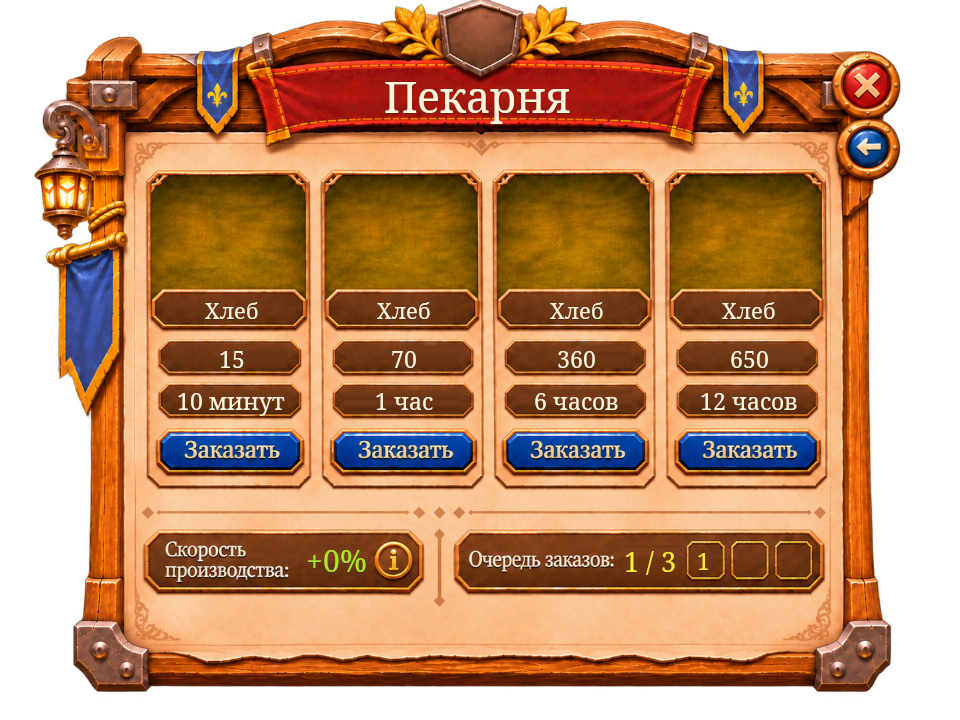 Пекарня
Хлеб
Хлеб
Хлеб
Хлеб
15
70
360
650
10 минут
1 час
6 часов
12 часов
Заказать
Заказать
Заказать
Заказать
Скорость
производства:
+0%
i
Очередь заказов:
1 / 3
1